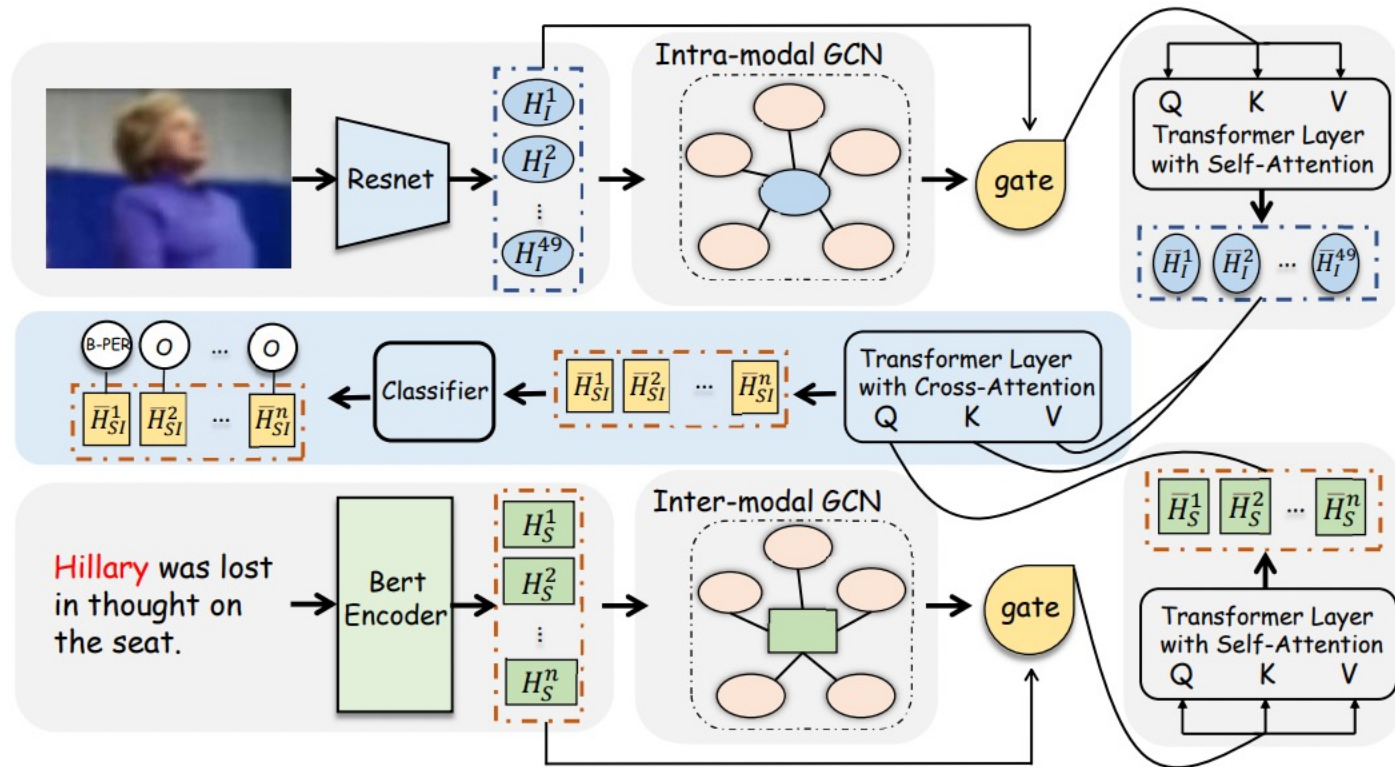 Resnet
H_I^1
H_I^2
⋮
H_I^49
Intra-modal GCN
gate
Q K V
Transformer Layer
with Self-Attention
H̅_I^1 H̅_I^2 ... H̅_I^49
B-PER O ... O
H̅_SI^1 H̅_SI^2 ... H̅_SI^n
Classifier
H̅_SI^1 H̅_SI^2 ... H̅_SI^n
Transformer Layer
with Cross-Attention
Q K V
Hillary was lost
in thought on
the seat.
Bert
Encoder
H_S^1
H_S^2
⋮
H_S^n
Inter-modal GCN
gate
H̅_S^1 H̅_S^2 ... H̅_S^n
Transformer Layer
with Self-Attention
Q K V